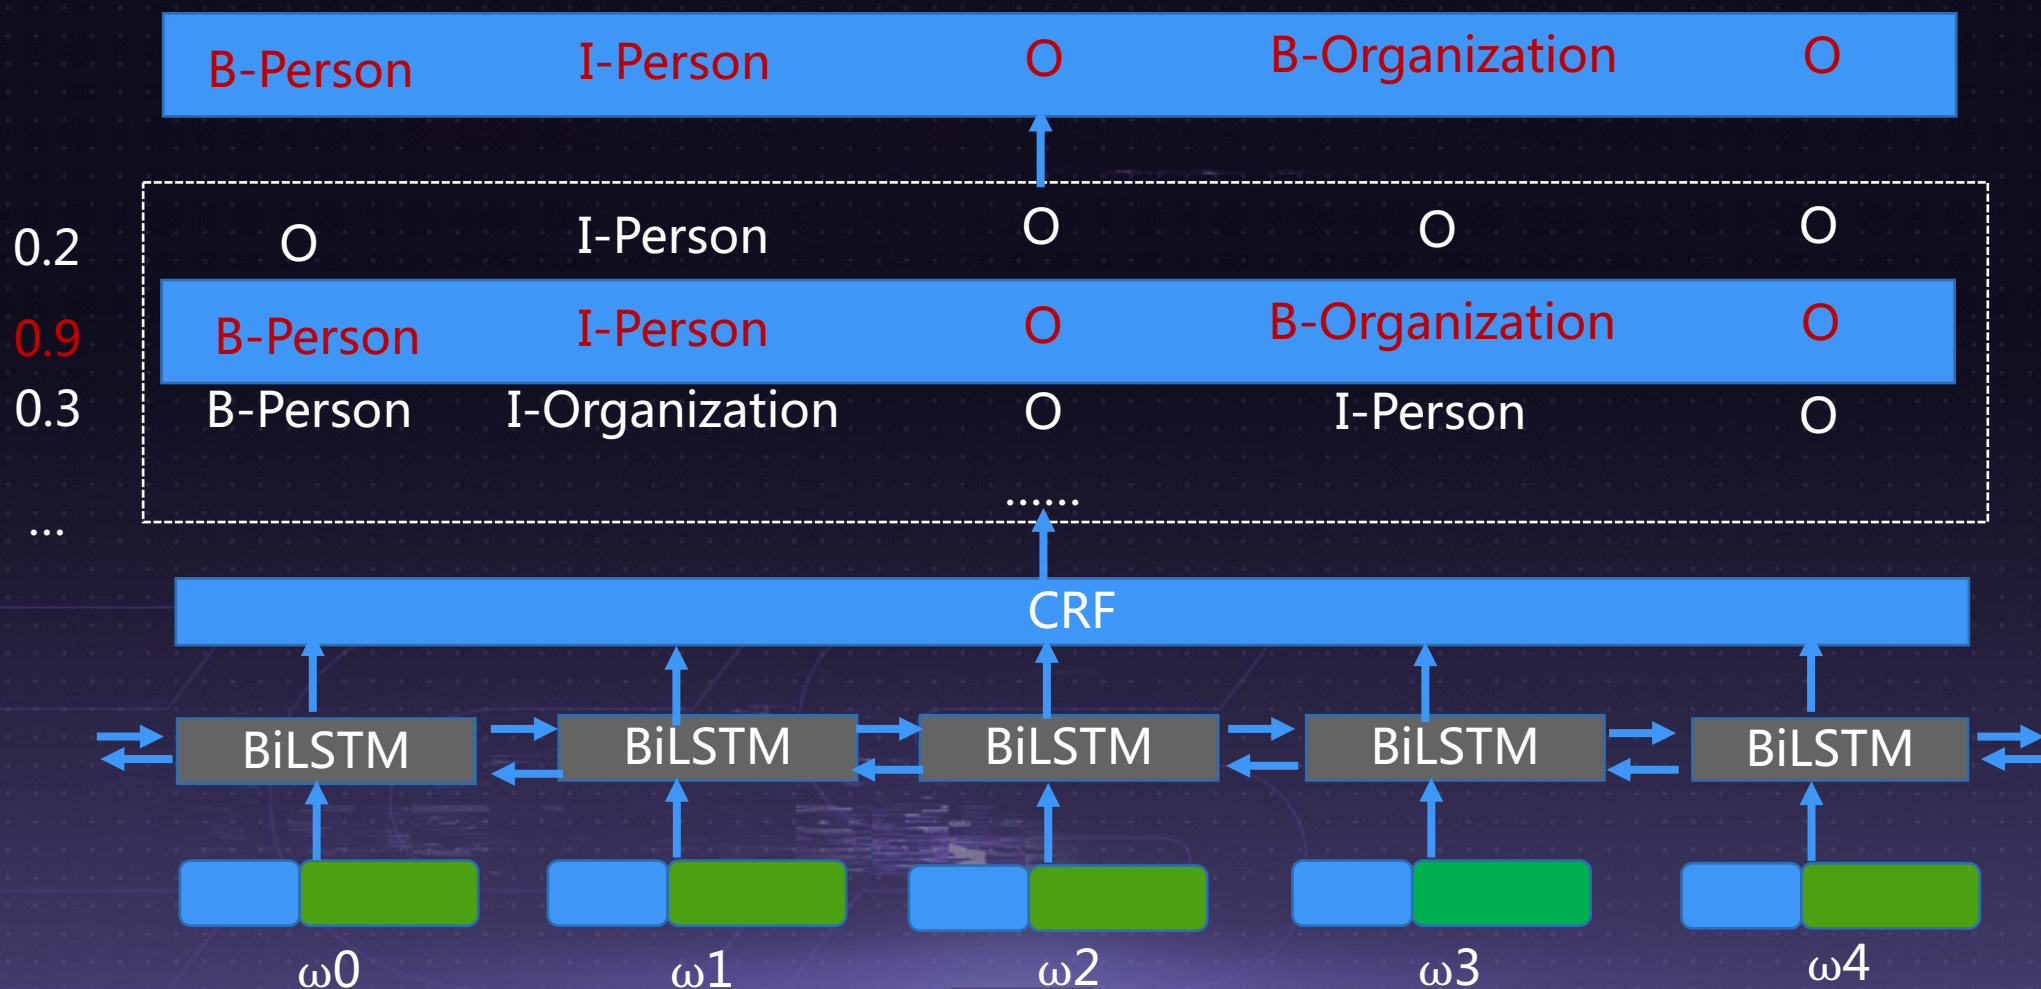 B-Person I-Person O B-Organization O
0.2 O I-Person O O O
0.9 B-Person I-Person O B-Organization O
0.3 B-Person I-Organization O I-Person O
......
...
CRF
BiLSTM BiLSTM BiLSTM BiLSTM BiLSTM
ω0 ω1 ω2 ω3 ω4